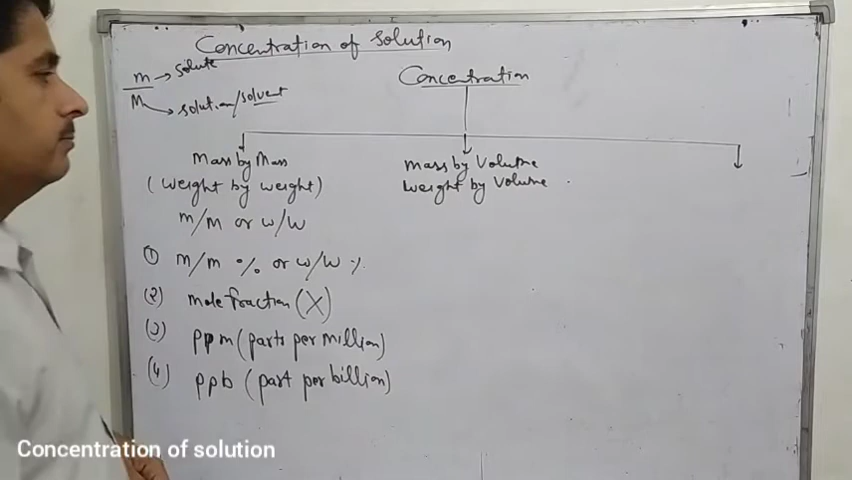 Concentration of solution
m → solute
M → solution/solvent
Concentration
Mass by Mass
(Weight by weight)
m/M or w/W
① m/m % or w/W %
(2) mole fraction (X)
(3) ppm (parts per million)
(4) ppb (part per billion)
Mass by Volume
Weight by Volume
Concentration of solution